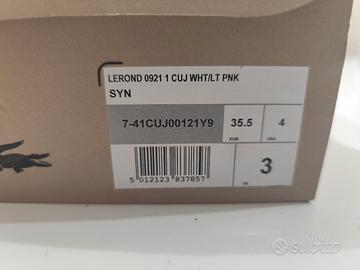 LEROND 0921 1 CUJ WHT/LT PNK
SYN
7-41CUJ00121Y9
35.5
EUR
4
USA
3
UK
5 012123 837857
subito